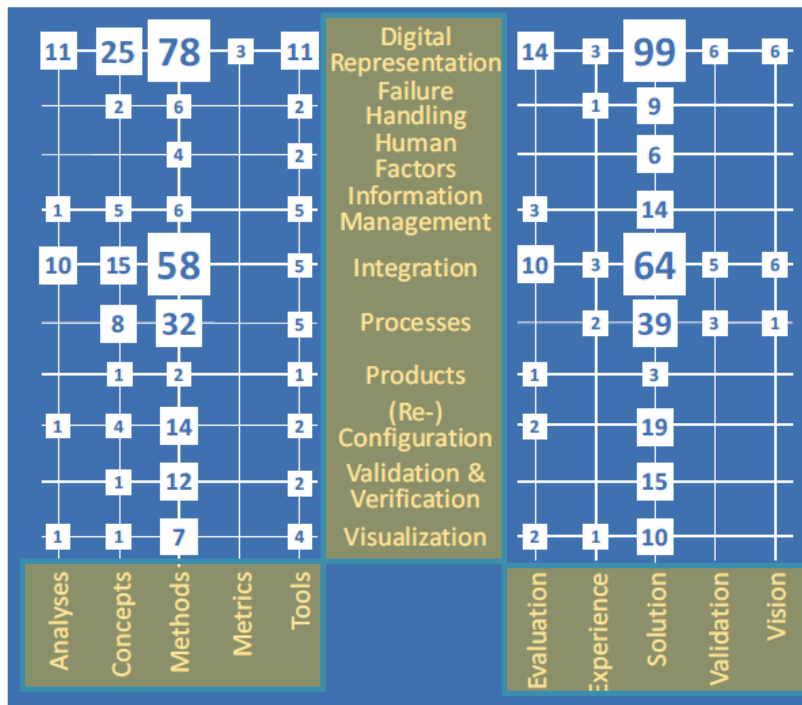 11 25 78 3 11 Digital Representation 14 3 99 6 6
2 6 2 Failure Handling 1 9
4 2 Human Factors 6
1 5 6 5 Information Management 3 14
10 15 58 5 Integration 10 3 64 5 6
8 32 5 Processes 2 39 3 1
1 2 1 Products 1 3
1 4 14 2 (Re-) Configuration 2 19
1 12 2 Validation & Verification 15
1 1 7 4 Visualization 2 1 10
Analyses
Concepts
Methods
Metrics
Tools
Evaluation
Experience
Solution
Validation
Vision